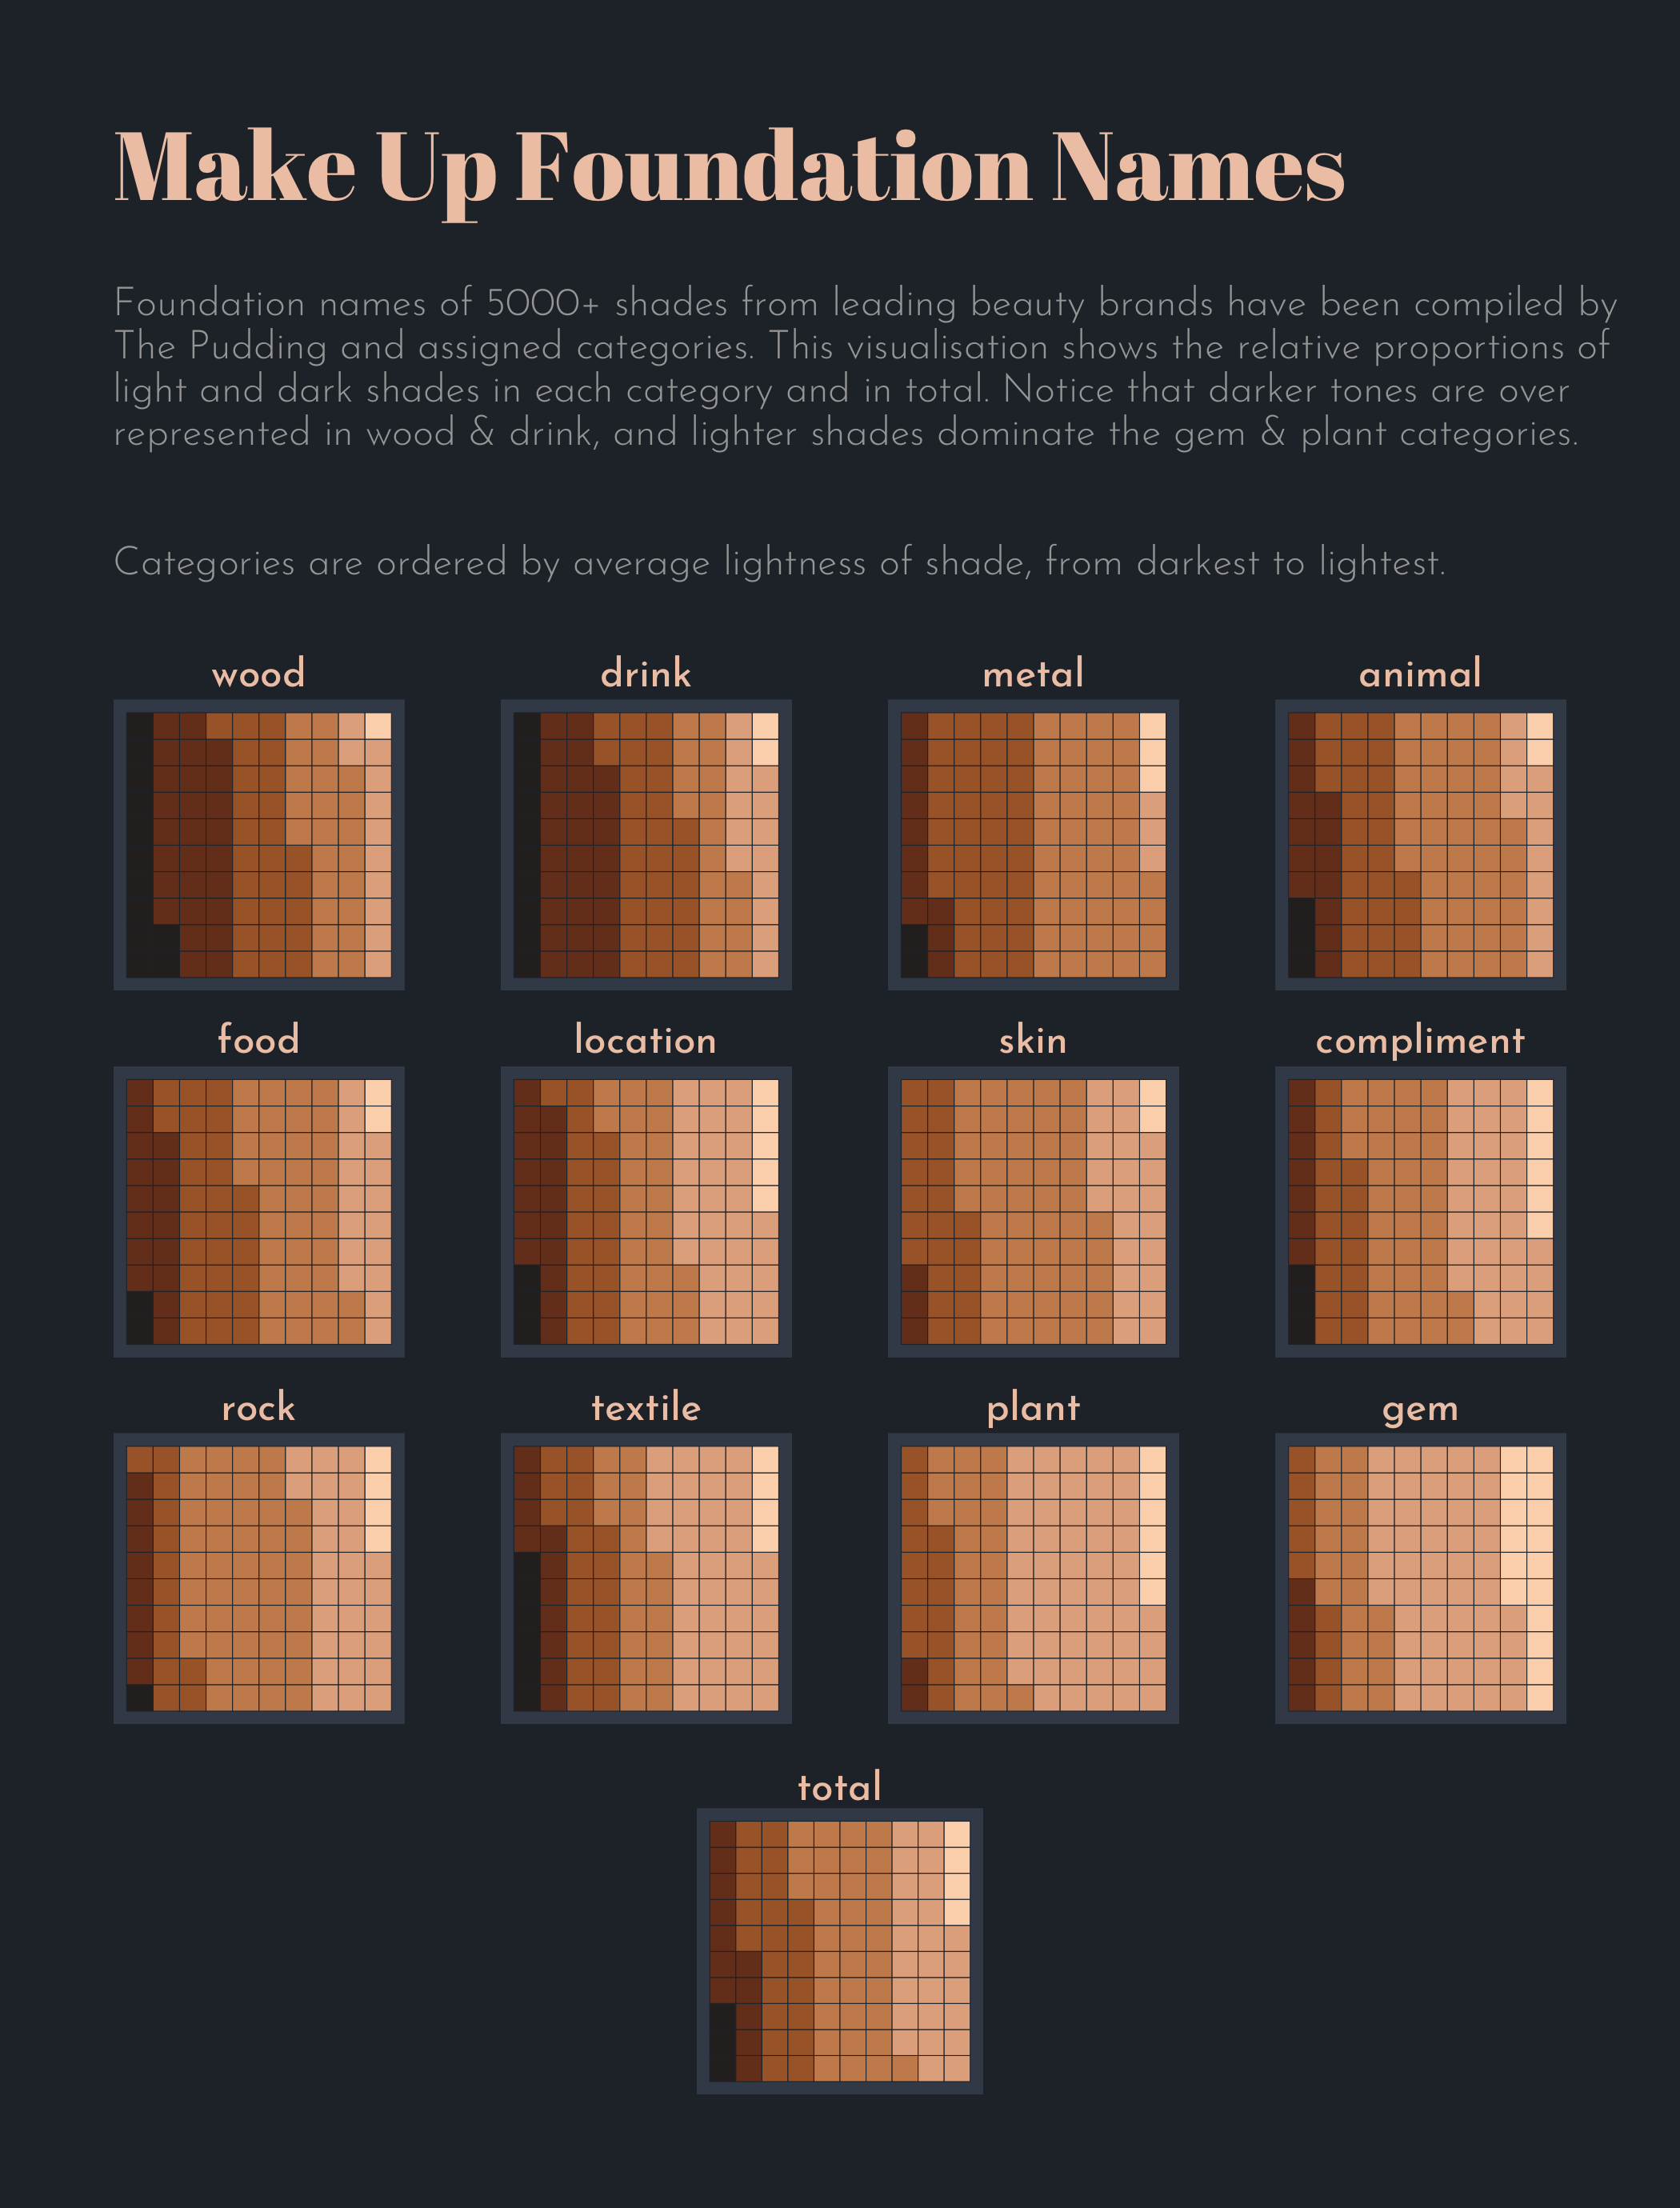 Make Up Foundation Names
Foundation names of 5000+ shades from leading beauty brands have been compiled by
The Pudding and assigned categories. This visualisation shows the relative proportions of
light and dark shades in each category and in total. Notice that darker tones are over
represented in wood & drink, and lighter shades dominate the gem & plant categories.
Categories are ordered by average lightness of shade, from darkest to lightest.
wood
drink
metal
animal
food
location
skin
compliment
rock
textile
plant
gem
total